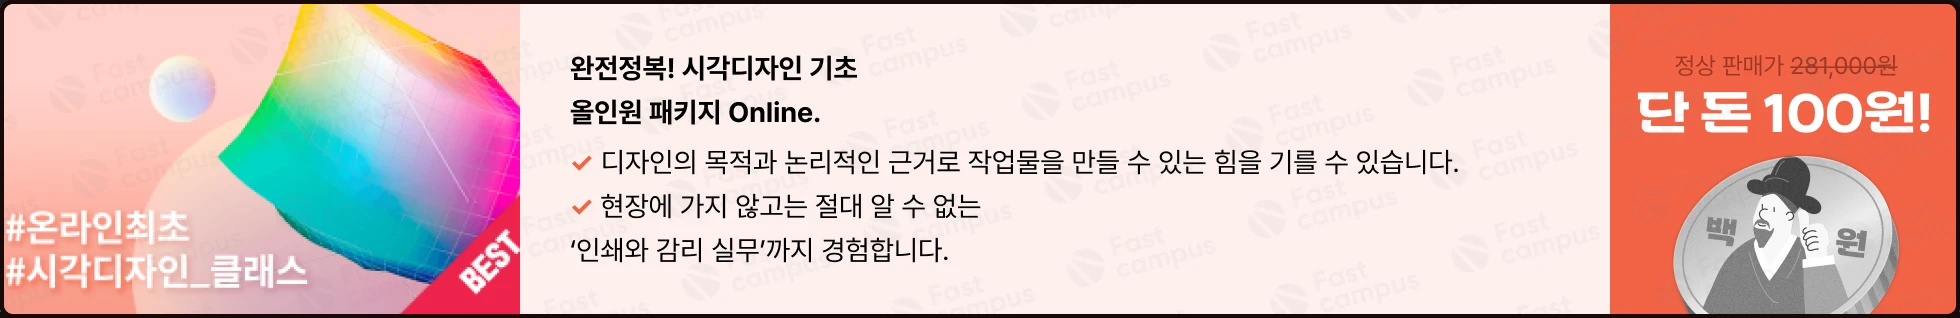 #온라인최초
#시각디자인_클래스
BEST
완전정복! 시각디자인 기초
올인원 패키지 Online.
✓ 디자인의 목적과 논리적인 근거로 작업물을 만들 수 있는 힘을 기를 수 있습니다.
✓ 현장에 가지 않고는 절대 알 수 없는
‘인쇄와 감리 실무’까지 경험합니다.
정상 판매가 281,000원
단 돈 100원!
백 원
Fast campus